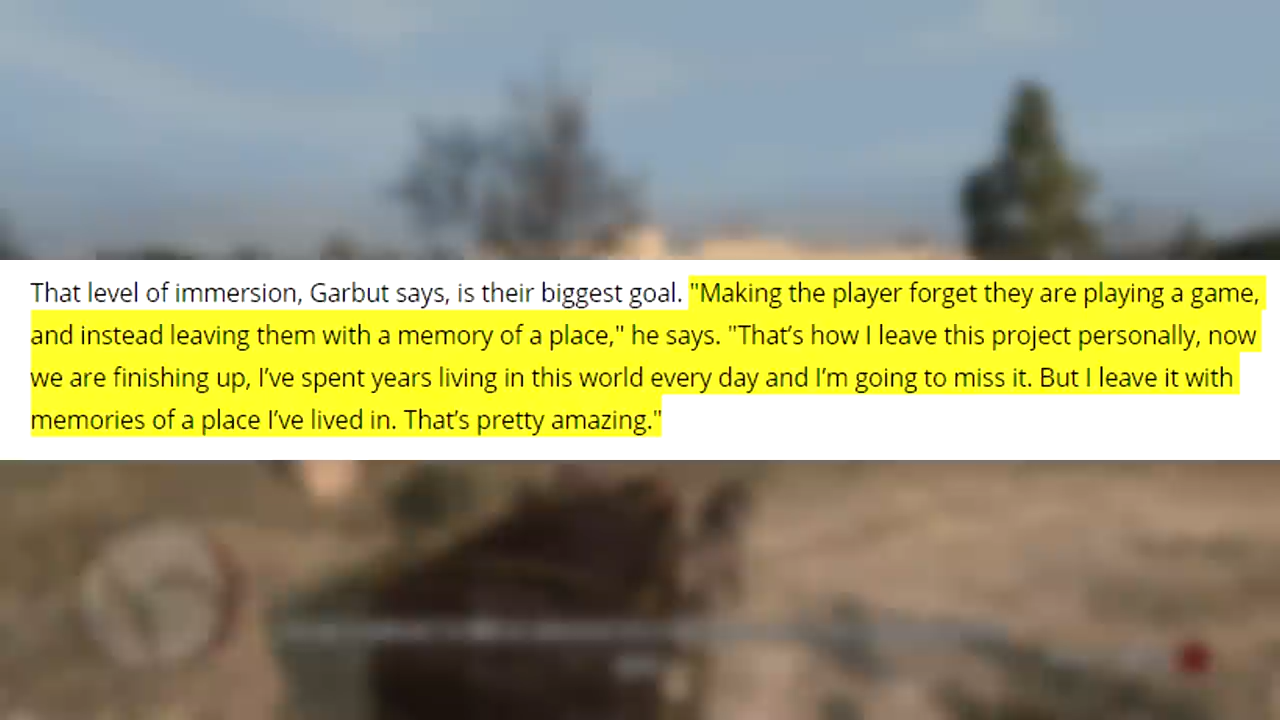 That level of immersion, Garbut says, is their biggest goal. "Making the player forget they are playing a game,
and instead leaving them with a memory of a place," he says. "That’s how I leave this project personally, now
we are finishing up, I’ve spent years living in this world every day and I’m going to miss it. But I leave it with
memories of a place I’ve lived in. That’s pretty amazing."